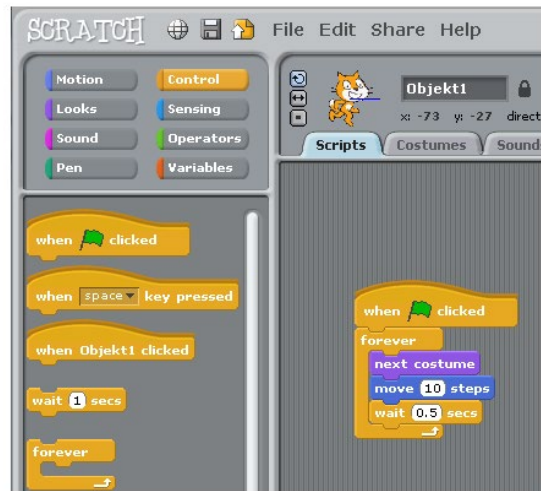 SCRATCH File Edit Share Help
Motion Control
Looks Sensing
Sound Operators
Pen Variables
Objekt1
x: -73 y: -27 direct
Scripts Costumes Sound
when clicked
when space key pressed
when Objekt1 clicked
wait 1 secs
forever
when clicked
forever
next costume
move 10 steps
wait 0.5 secs